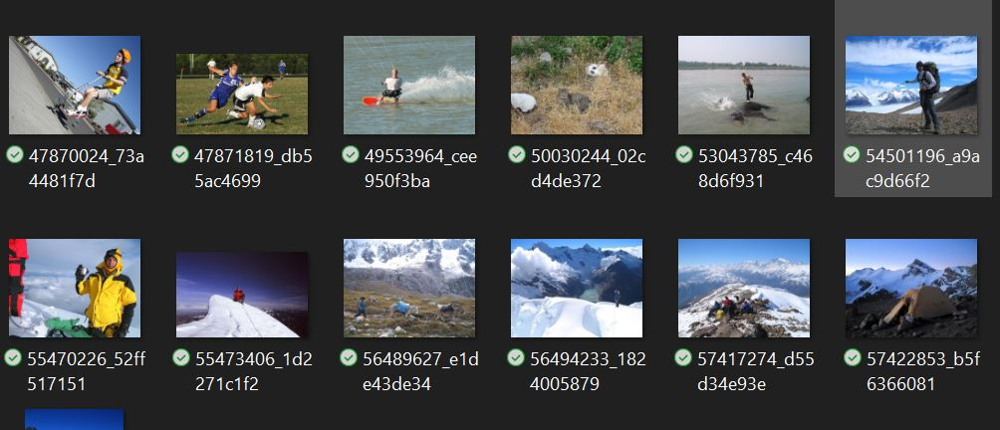 47870024_73a
4481f7d
47871819_db5
5ac4699
49553964_cee
950f3ba
50030244_02c
d4de372
53043785_c46
8d6f931
54501196_a9a
c9d66f2
55470226_52ff
517151
55473406_1d2
271c1f2
56489627_e1d
e43de34
56494233_182
4005879
57417274_d55
d34e93e
57422853_b5f
6366081